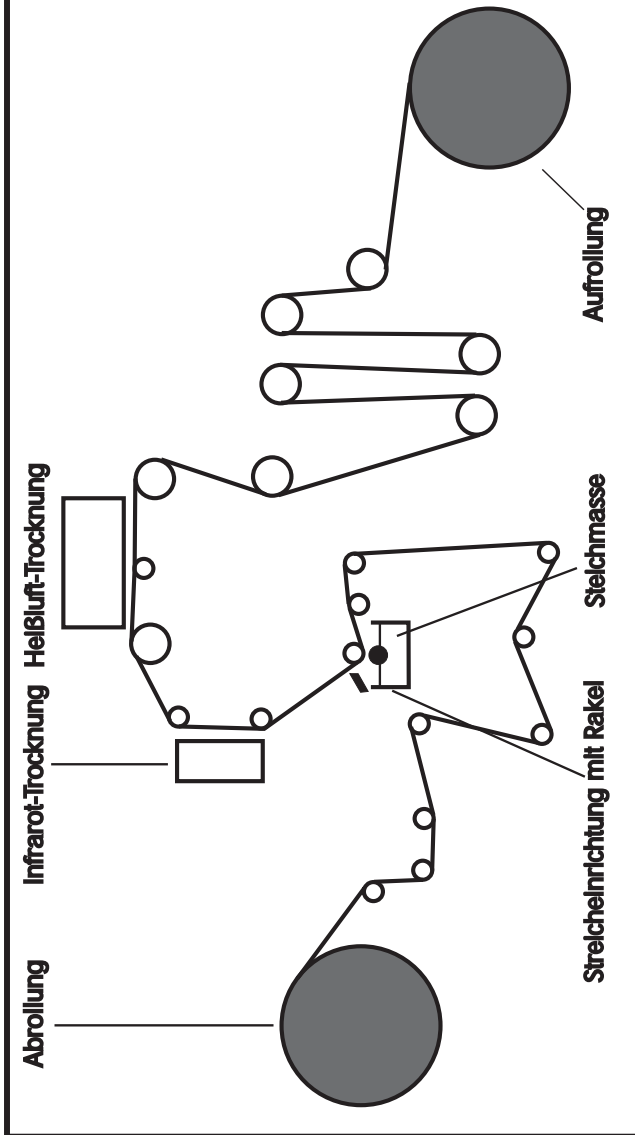 Abrollung
Infrarot-Trocknung
Heißluft-Trocknung
Streicheinrichtung mit Rakel
Steichmasse
Aufrollung